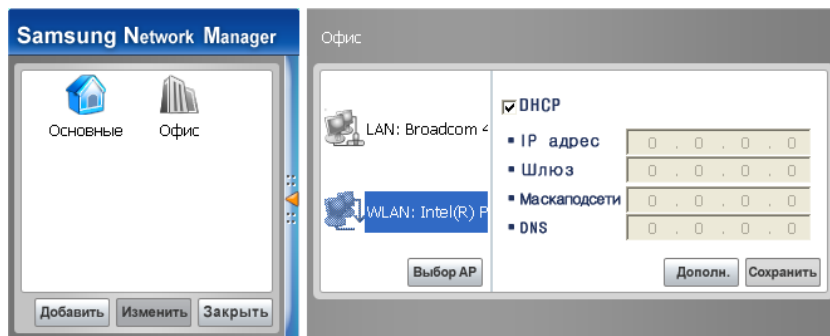 Samsung Network Manager
Основные
Офис
Добавить
Изменить
Закрыть
Офис
LAN: Broadcom 4
WLAN: Intel(R) P
Выбор AP
DHCP
IP адрес 0 . 0 . 0 . 0
Шлюз 0 . 0 . 0 . 0
Маскаподсети 0 . 0 . 0 . 0
DNS 0 . 0 . 0 . 0
Дополн.
Сохранить